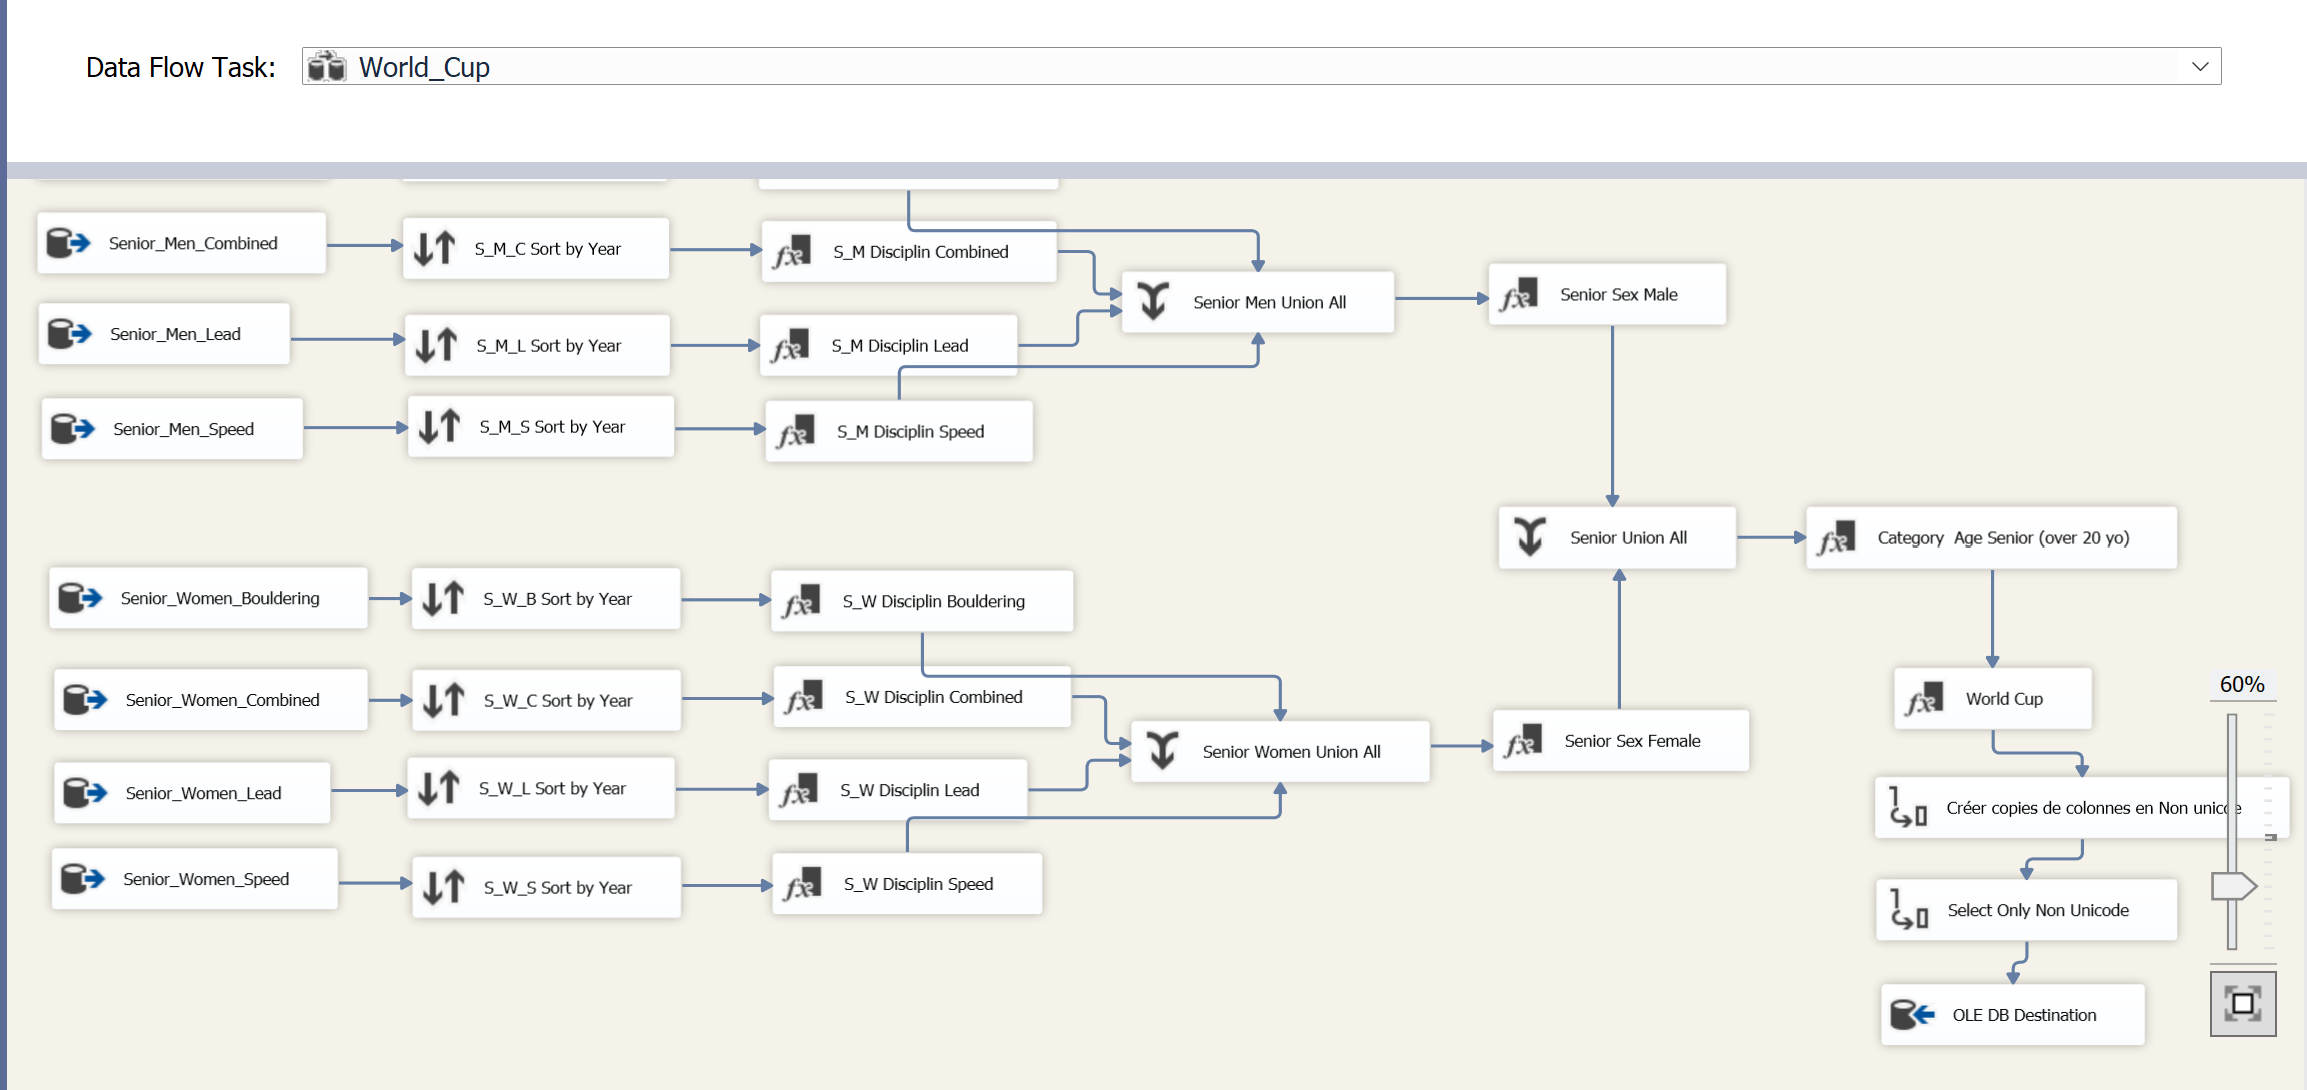 Data Flow Task: World_Cup
Senior_Men_Combined
S_M_C Sort by Year
S_M Disciplin Combined
Senior Men Union All
Senior Sex Male
Senior_Men_Lead
S_M_L Sort by Year
S_M Disciplin Lead
Senior_Men_Speed
S_M_S Sort by Year
S_M Disciplin Speed
Senior Union All
Category Age Senior (over 20 yo)
Senior_Women_Bouldering
S_W_B Sort by Year
S_W Disciplin Bouldering
Senior_Women_Combined
S_W_C Sort by Year
S_W Disciplin Combined
Senior Women Union All
Senior Sex Female
World Cup
60%
Senior_Women_Lead
S_W_L Sort by Year
S_W Disciplin Lead
Créer copies de colonnes en Non unicode
Senior_Women_Speed
S_W_S Sort by Year
S_W Disciplin Speed
Select Only Non Unicode
OLE DB Destination